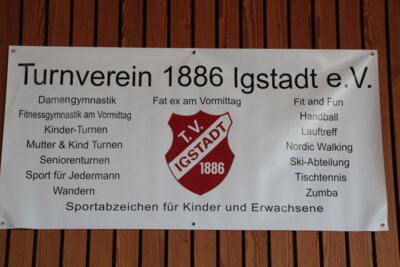 Turnverein 1886 Igstadt e.V.
Damengymnastik
Fitnessgymnastik am Vormittag
Kinder-Turnen
Mutter & Kind Turnen
Seniorenturnen
Sport für Jedermann
Wandern
Fat ex am Vormittag
T.V.
IGSTADT
1886
Fit and Fun
Handball
Lauftreff
Nordic Walking
Ski-Abteilung
Tischtennis
Zumba
Sportabzeichen für Kinder und Erwachsene